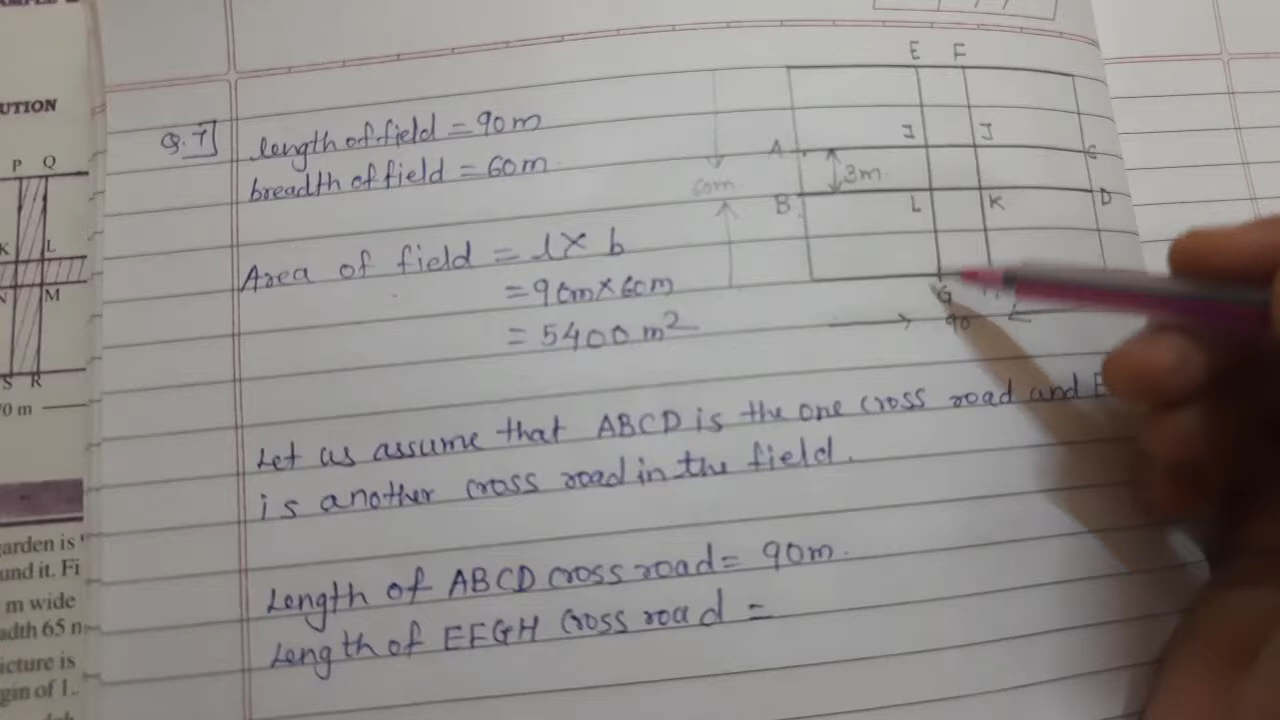 UTION
P Q
K L
N M
S R
0 m
arden is
und it. Fi
m wide
adth 65 n
icture is
gin of 1.
Q.7] length of field = 90m
breadth of field = 60m.
Area of field = l × b
= 90m × 60m
= 5400 m²
E F
A I J C
60m 3m
B L K D
G
90
Let us assume that ABCD is the one cross road and E
is another cross road in the field.
Length of ABCD cross road = 90m.
Length of EFGH cross road =